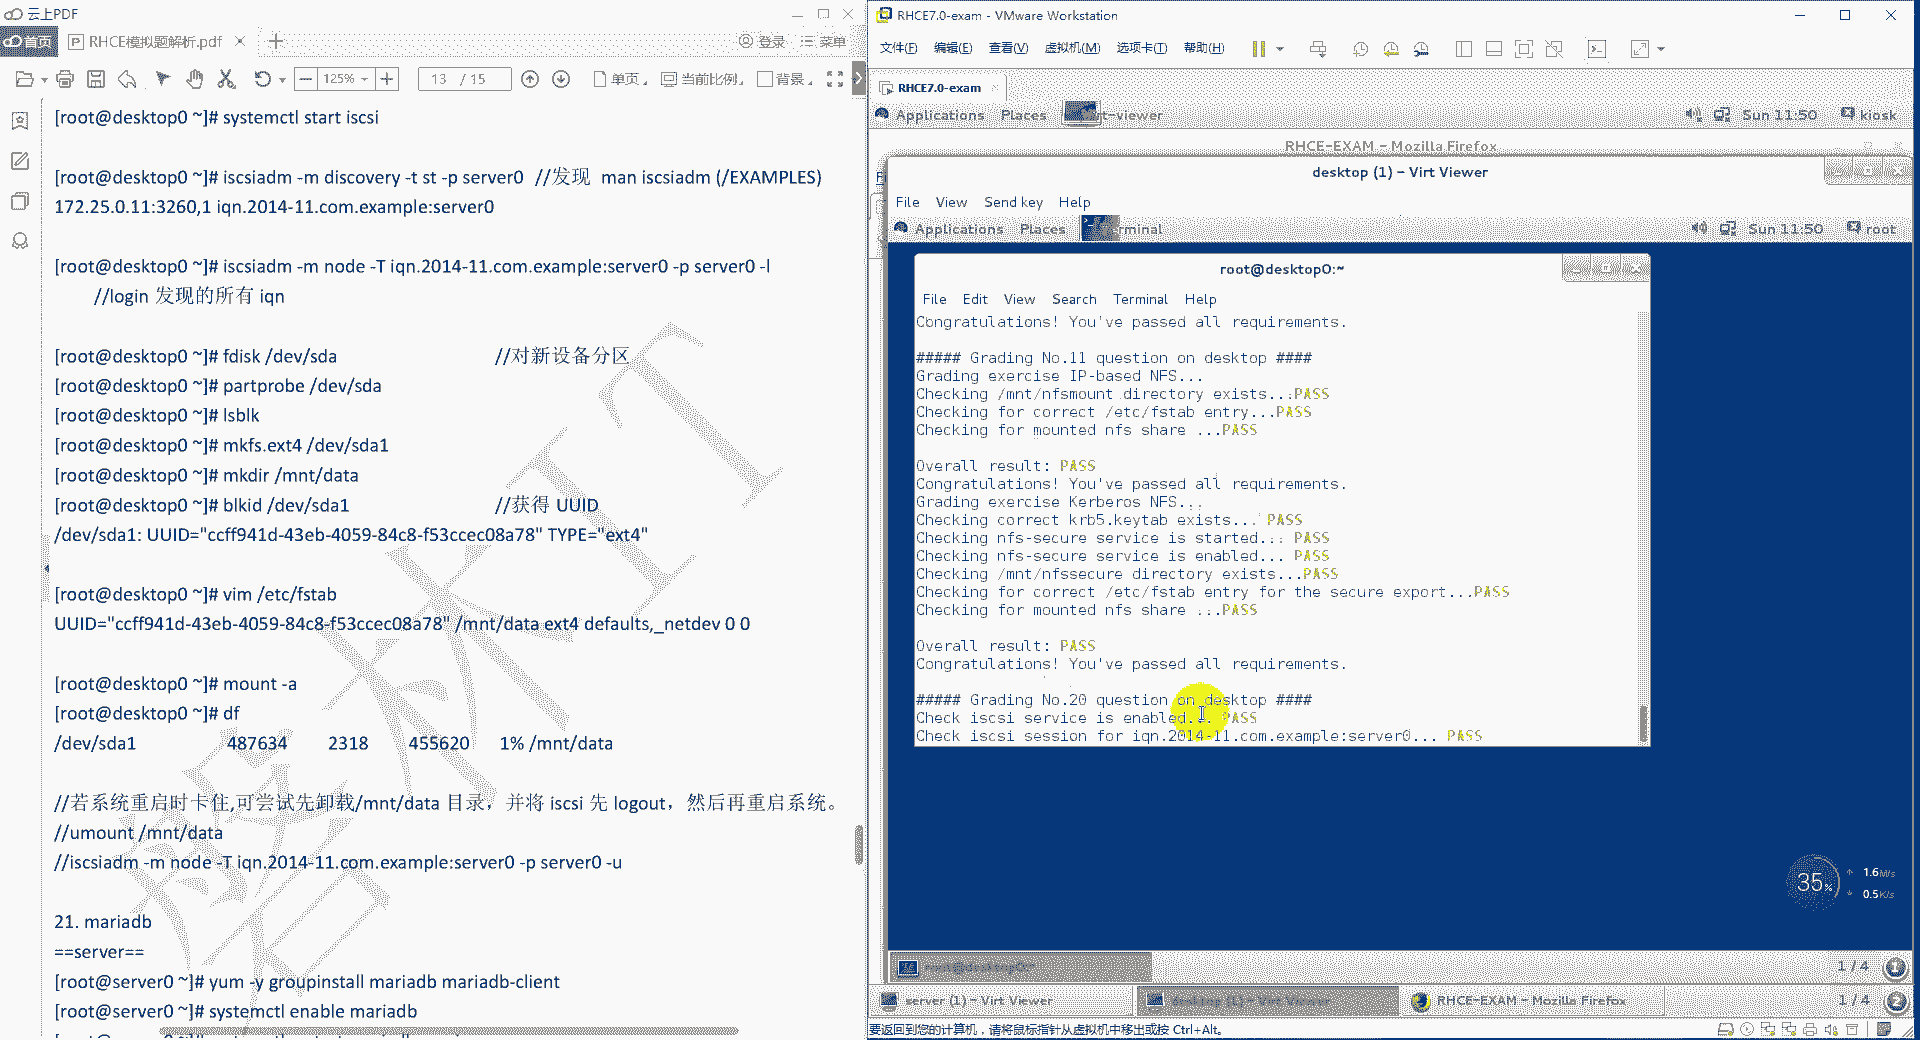 云上PDF
首页
RHCE模拟题解析.pdf
登录
菜单
125%
13 / 15
单页
当前比例
背景
[root@desktop0 ~]# systemctl start iscsi
[root@desktop0 ~]# iscsiadm -m discovery -t st -p server0 //发现 man iscsiadm (/EXAMPLES)
172.25.0.11:3260,1 iqn.2014-11.com.example:server0
[root@desktop0 ~]# iscsiadm -m node -T iqn.2014-11.com.example:server0 -p server0 -l
//login 发现的所有 iqn
[root@desktop0 ~]# fdisk /dev/sda //对新设备分区
[root@desktop0 ~]# partprobe /dev/sda
[root@desktop0 ~]# lsblk
[root@desktop0 ~]# mkfs.ext4 /dev/sda1
[root@desktop0 ~]# mkdir /mnt/data
[root@desktop0 ~]# blkid /dev/sda1 //获得 UUID
/dev/sda1: UUID="ccff941d-43eb-4059-84c8-f53ccec08a78" TYPE="ext4"
[root@desktop0 ~]# vim /etc/fstab
UUID="ccff941d-43eb-4059-84c8-f53ccec08a78" /mnt/data ext4 defaults,_netdev 0 0
[root@desktop0 ~]# mount -a
[root@desktop0 ~]# df
/dev/sda1 487634 2318 455620 1% /mnt/data
//若系统重启时卡住,可尝试先卸载/mnt/data 目录，并将 iscsi 先 logout，然后再重启系统。
//umount /mnt/data
//iscsiadm -m node -T iqn.2014-11.com.example:server0 -p server0 -u
21. mariadb
==server==
[root@server0 ~]# yum -y groupinstall mariadb mariadb-client
[root@server0 ~]# systemctl enable mariadb
RHCE7.0-exam - VMware Workstation
文件(F) 编辑(E) 查看(V) 虚拟机(M) 选项卡(T) 帮助(H)
RHCE7.0-exam
Applications Places rt-viewer Sun 11:50 kiosk
RHCE-EXAM - Mozilla Firefox
desktop (1) - Virt Viewer
File View Send key Help
Applications Places Terminal Sun 11:50 root
root@desktop0:~
File Edit View Search Terminal Help
Congratulations! You've passed all requirements.
##### Grading No.11 question on desktop ####
Grading exercise IP-based NFS...
Checking /mnt/nfsmount directory exists...PASS
Checking for correct /etc/fstab entry...PASS
Checking for mounted nfs share ...PASS
Overall result: PASS
Congratulations! You've passed all requirements.
Grading exercise Kerberos NFS...
Checking correct krb5.keytab exists... PASS
Checking nfs-secure service is started... PASS
Checking nfs-secure service is enabled... PASS
Checking /mnt/nfssecure directory exists...PASS
Checking for correct /etc/fstab entry for the secure export...PASS
Checking for mounted nfs share ...PASS
Overall result: PASS
Congratulations! You've passed all requirements.
##### Grading No.20 question on desktop ####
Check iscsi service is enabled... PASS
Check iscsi session for iqn.2014-11.com.example:server0... PASS
35%
1.6M/s
0.5K/s
root@desktop0:~
1 / 4
server (1) - Virt Viewer
desktop (1) - Virt Viewer
RHCE-EXAM - Mozilla Firefox
1 / 4
要返回到您的计算机，请将鼠标指针从虚拟机中移出或按 Ctrl+Alt。